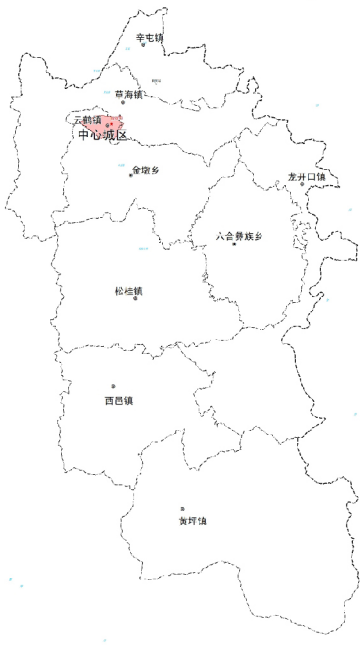 辛屯镇
草海镇
云鹤镇
中心城区
金墩乡
龙开口镇
六合彝族乡
松桂镇
西邑镇
黄坪镇